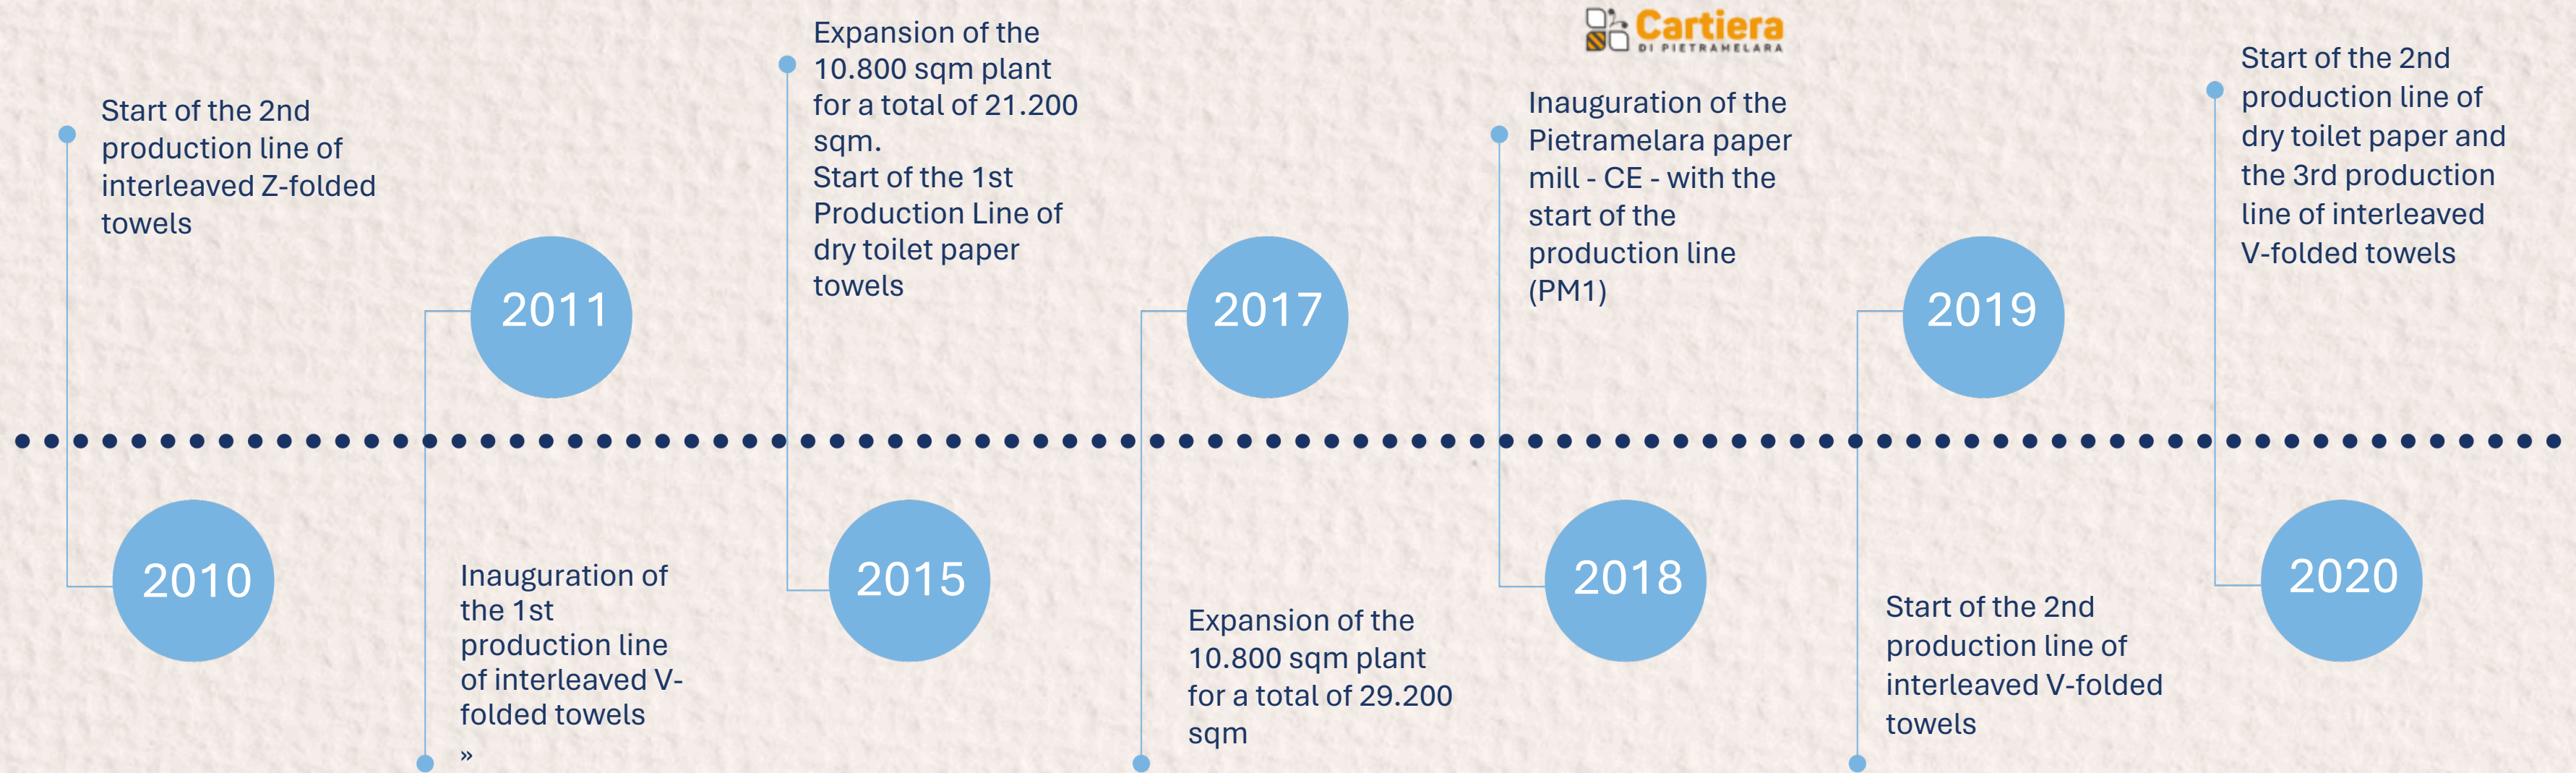 Start of the 2nd
production line of
interleaved Z-folded
towels
2010
2011
Inauguration of
the 1st
production line
of interleaved V-
folded towels
»
Expansion of the
10.800 sqm plant
for a total of 21.200
sqm.
Start of the 1st
Production Line of
dry toilet paper
towels
2015
2017
Expansion of the
10.800 sqm plant
for a total of 29.200
sqm
Cartiera
DI PIETRAMELARA
Inauguration of the
Pietramelara paper
mill - CE - with the
start of the
production line
(PM1)
2018
2019
Start of the 2nd
production line of
interleaved V-folded
towels
Start of the 2nd
production line of
dry toilet paper and
the 3rd production
line of interleaved
V-folded towels
2020